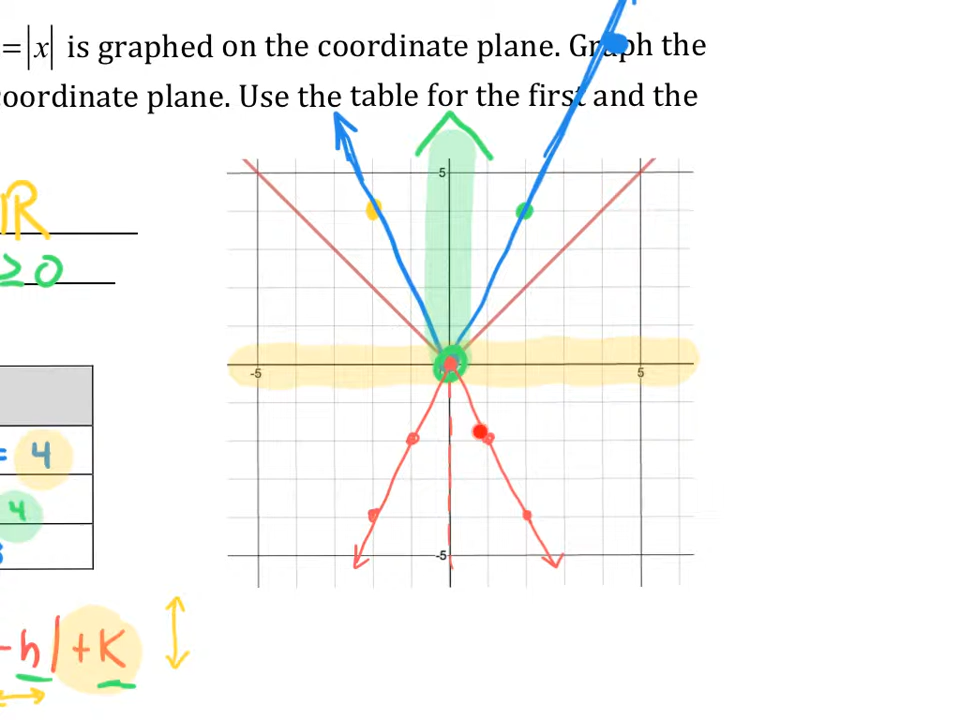 =|x| is graphed on the coordinate plane. Graph the
oordinate plane. Use the table for the first and the
5
ℝ
≥ 0
-5
5
= 4
4
-5
-h| + K